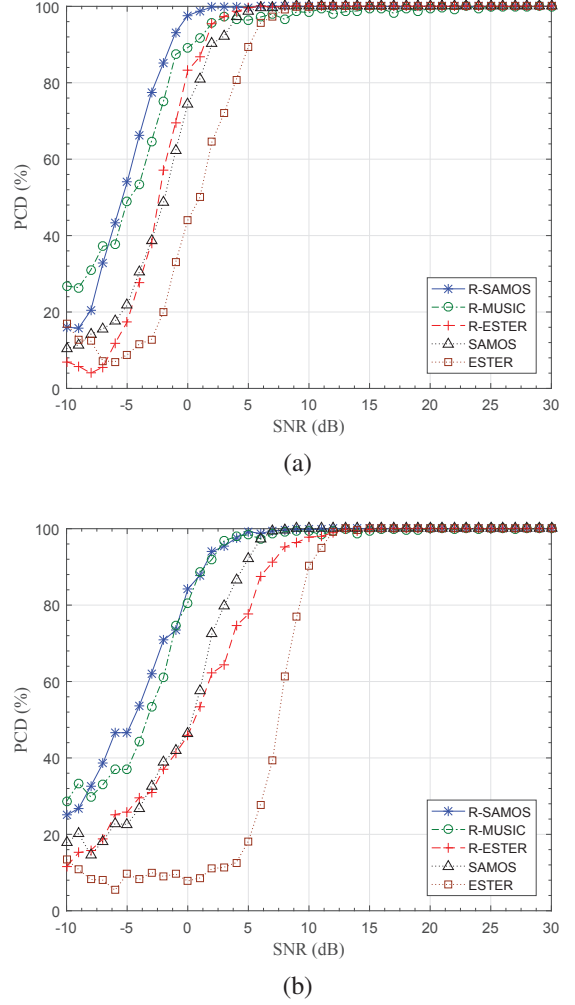 100
80
60
40
20
0
PCD (%)
R-SAMOS
R-MUSIC
R-ESTER
SAMOS
ESTER
-10 -5 0 5 10 15 20 25 30
SNR (dB)
(a)
100
80
60
40
20
0
PCD (%)
R-SAMOS
R-MUSIC
R-ESTER
SAMOS
ESTER
-10 -5 0 5 10 15 20 25 30
SNR (dB)
(b)